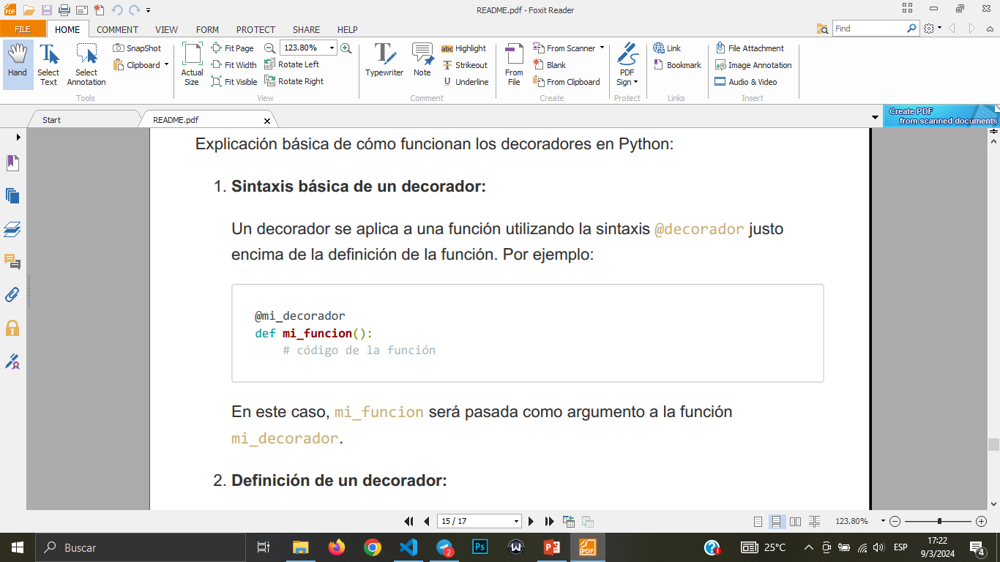 README.pdf - Foxit Reader
FILE HOME COMMENT VIEW FORM PROTECT SHARE HELP Find
Hand
Select
Text
Select
Annotation
SnapShot
Clipboard
Tools
Actual
Size
Fit Page
Fit Width
Fit Visible
123.80%
Rotate Left
Rotate Right
View
Typewriter
Note
abc Highlight
T Strikeout
U Underline
Comment
From
File
From Scanner
Blank
From Clipboard
Create
PDF
Sign
Protect
Link
Bookmark
Links
File Attachment
Image Annotation
Audio & Video
Insert
Start README.pdf
Create PDF
from scanned documents
Explicación básica de cómo funcionan los decoradores en Python:
1. Sintaxis básica de un decorador:
Un decorador se aplica a una función utilizando la sintaxis @decorador justo
encima de la definición de la función. Por ejemplo:
@mi_decorador
def mi_funcion():
# código de la función
En este caso, mi_funcion será pasada como argumento a la función
mi_decorador.
2. Definición de un decorador:
15 / 17 123.80%
Buscar
2
Ps
PDF
25°C
ESP
17:22
9/3/2024
4